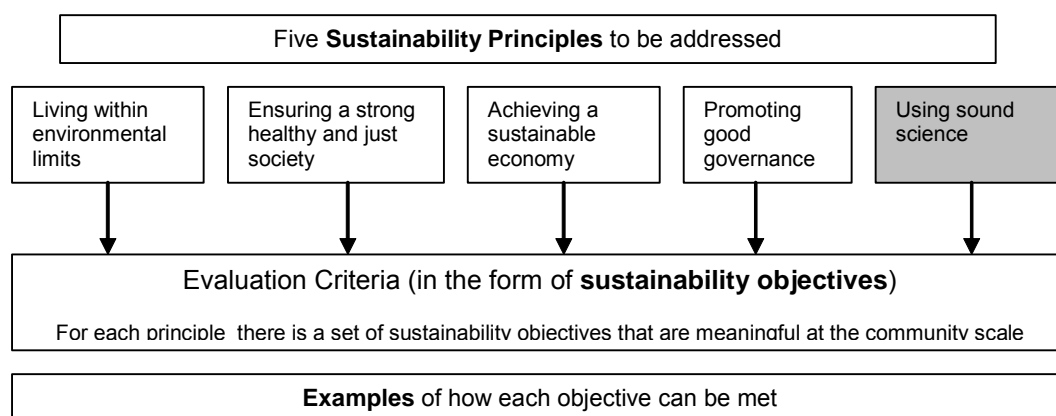 Five Sustainability Principles to be addressed
Living within
environmental
limits
Ensuring a strong
healthy and just
society
Achieving a
sustainable
economy
Promoting
good
governance
Using sound
science
Evaluation Criteria (in the form of sustainability objectives)
For each principle there is a set of sustainability objectives that are meaningful at the community scale
Examples of how each objective can be met